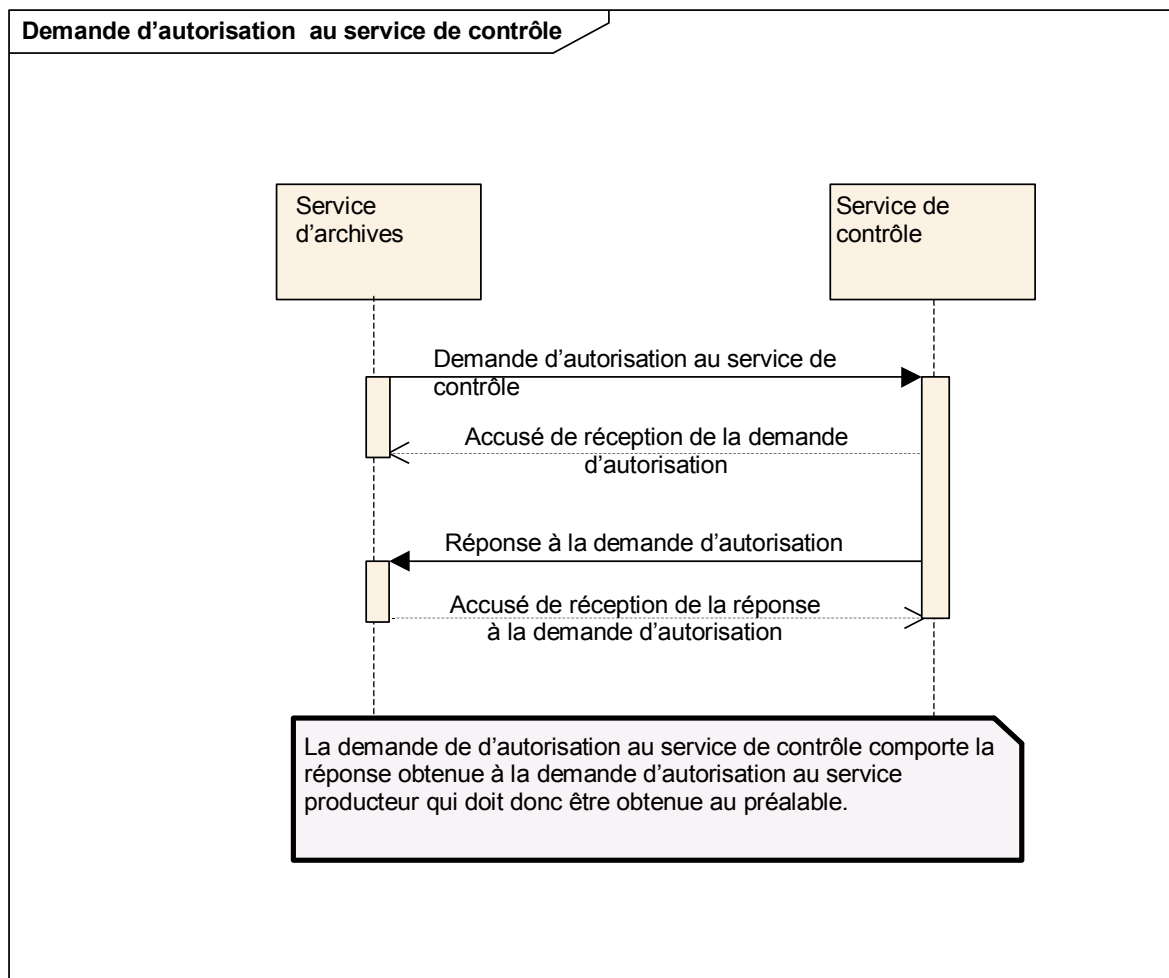 Demande d’autorisation  au service de contrôle
Service
d’archives
Service de
contrôle
Demande d’autorisation au service de
contrôle
Accusé de réception de la demande
d’autorisation
Réponse à la demande d’autorisation
Accusé de réception de la réponse
à la demande d’autorisation
La demande de d’autorisation au service de contrôle comporte la
réponse obtenue à la demande d’autorisation au service
producteur qui doit donc être obtenue au préalable.